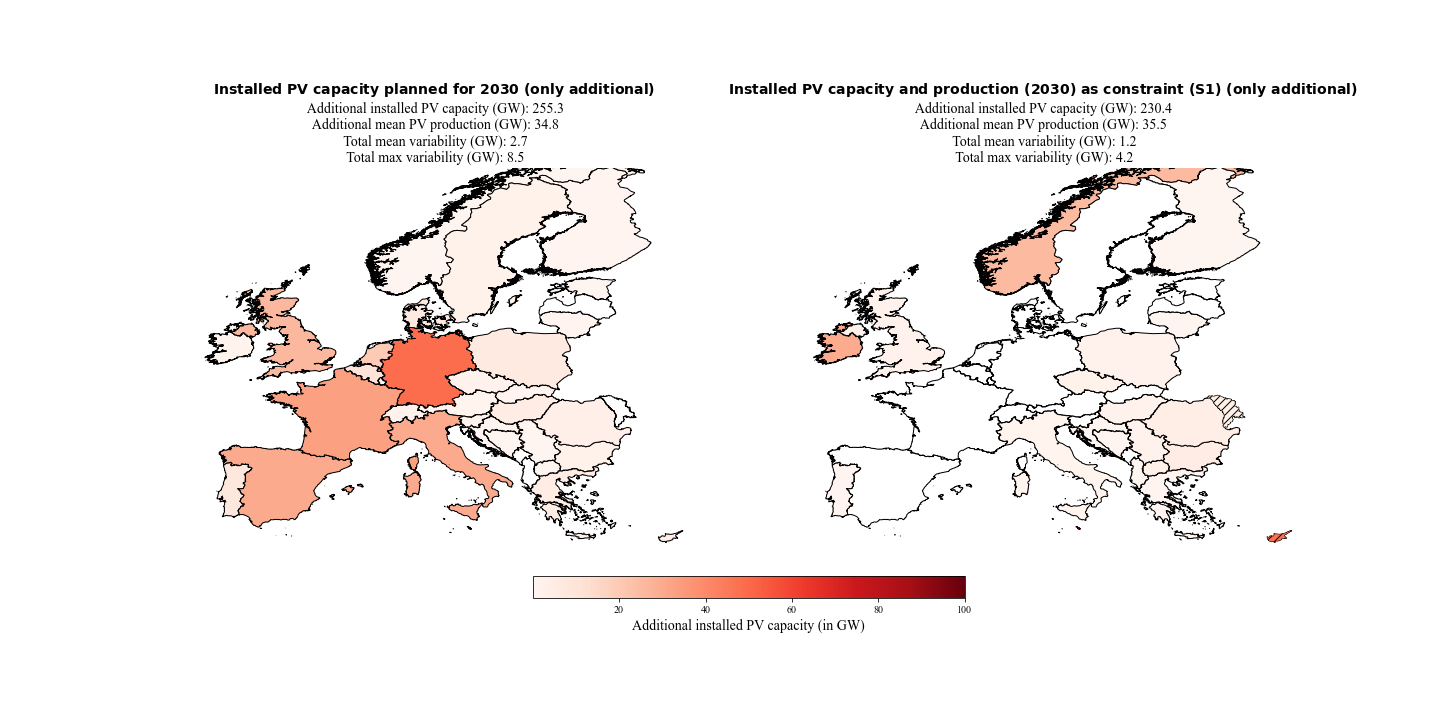 Installed PV capacity planned for 2030 (only additional)
Additional installed PV capacity (GW): 255.3
Additional mean PV production (GW): 34.8
Total mean variability (GW): 2.7
Total max variability (GW): 8.5
Installed PV capacity and production (2030) as constraint (S1) (only additional)
Additional installed PV capacity (GW): 230.4
Additional mean PV production (GW): 35.5
Total mean variability (GW): 1.2
Total max variability (GW): 4.2
20 40 60 80 100
Additional installed PV capacity (in GW)